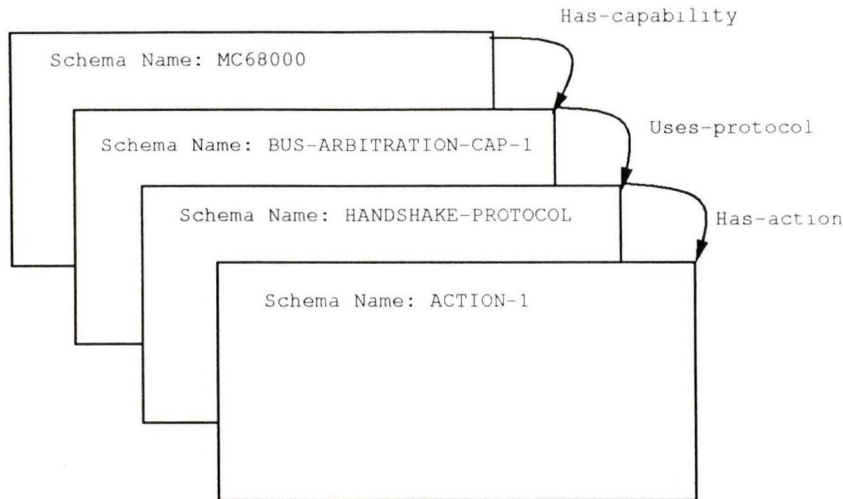 Has-capability
Schema Name: MC68000
Uses-protocol
Schema Name: BUS-ARBITRATION-CAP-1
Schema Name: HANDSHAKE-PROTOCOL
Has-action
Schema Name: ACTION-1